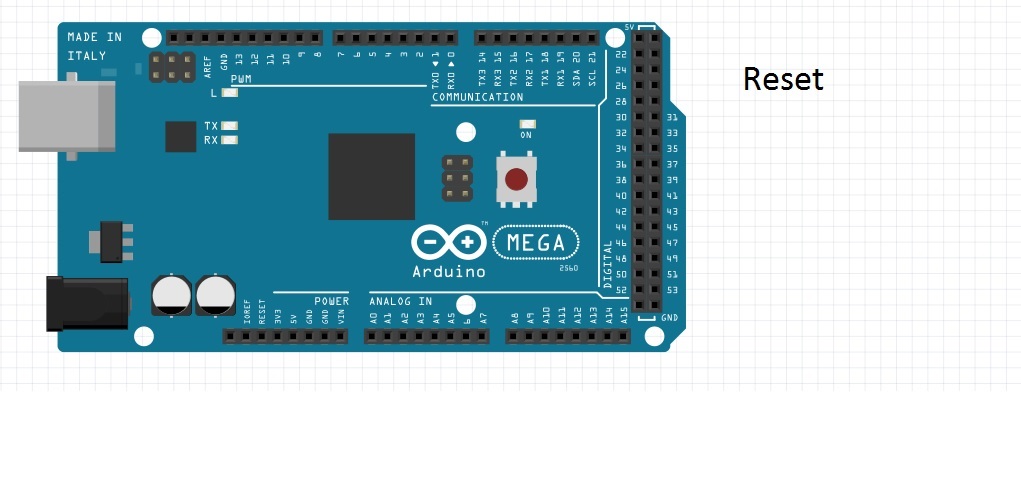 MADE IN
ITALY
AREF
GND
13
12
11
10
9
8
7
6
5
4
3
2
TX0 1
RX0 0
TX3 14
RX3 15
TX2 16
RX2 17
TX1 18
RX1 19
SDA 20
SCL 21
5V
PWM
COMMUNICATION
L
TX
RX
ON
Reset
22
24
26
28
30 31
32 33
34 35
36 37
38 39
40 41
42 43
44 45
46 47
48 49
50 51
52 53
GND
DIGITAL
TM
MEGA
Arduino
2560
POWER
ANALOG IN
IOREF
RESET
3V3
5V
GND
GND
VIN
A0
A1
A2
A3
A4
A5
6
A7
A8
A9
A10
A11
A12
A13
A14
A15